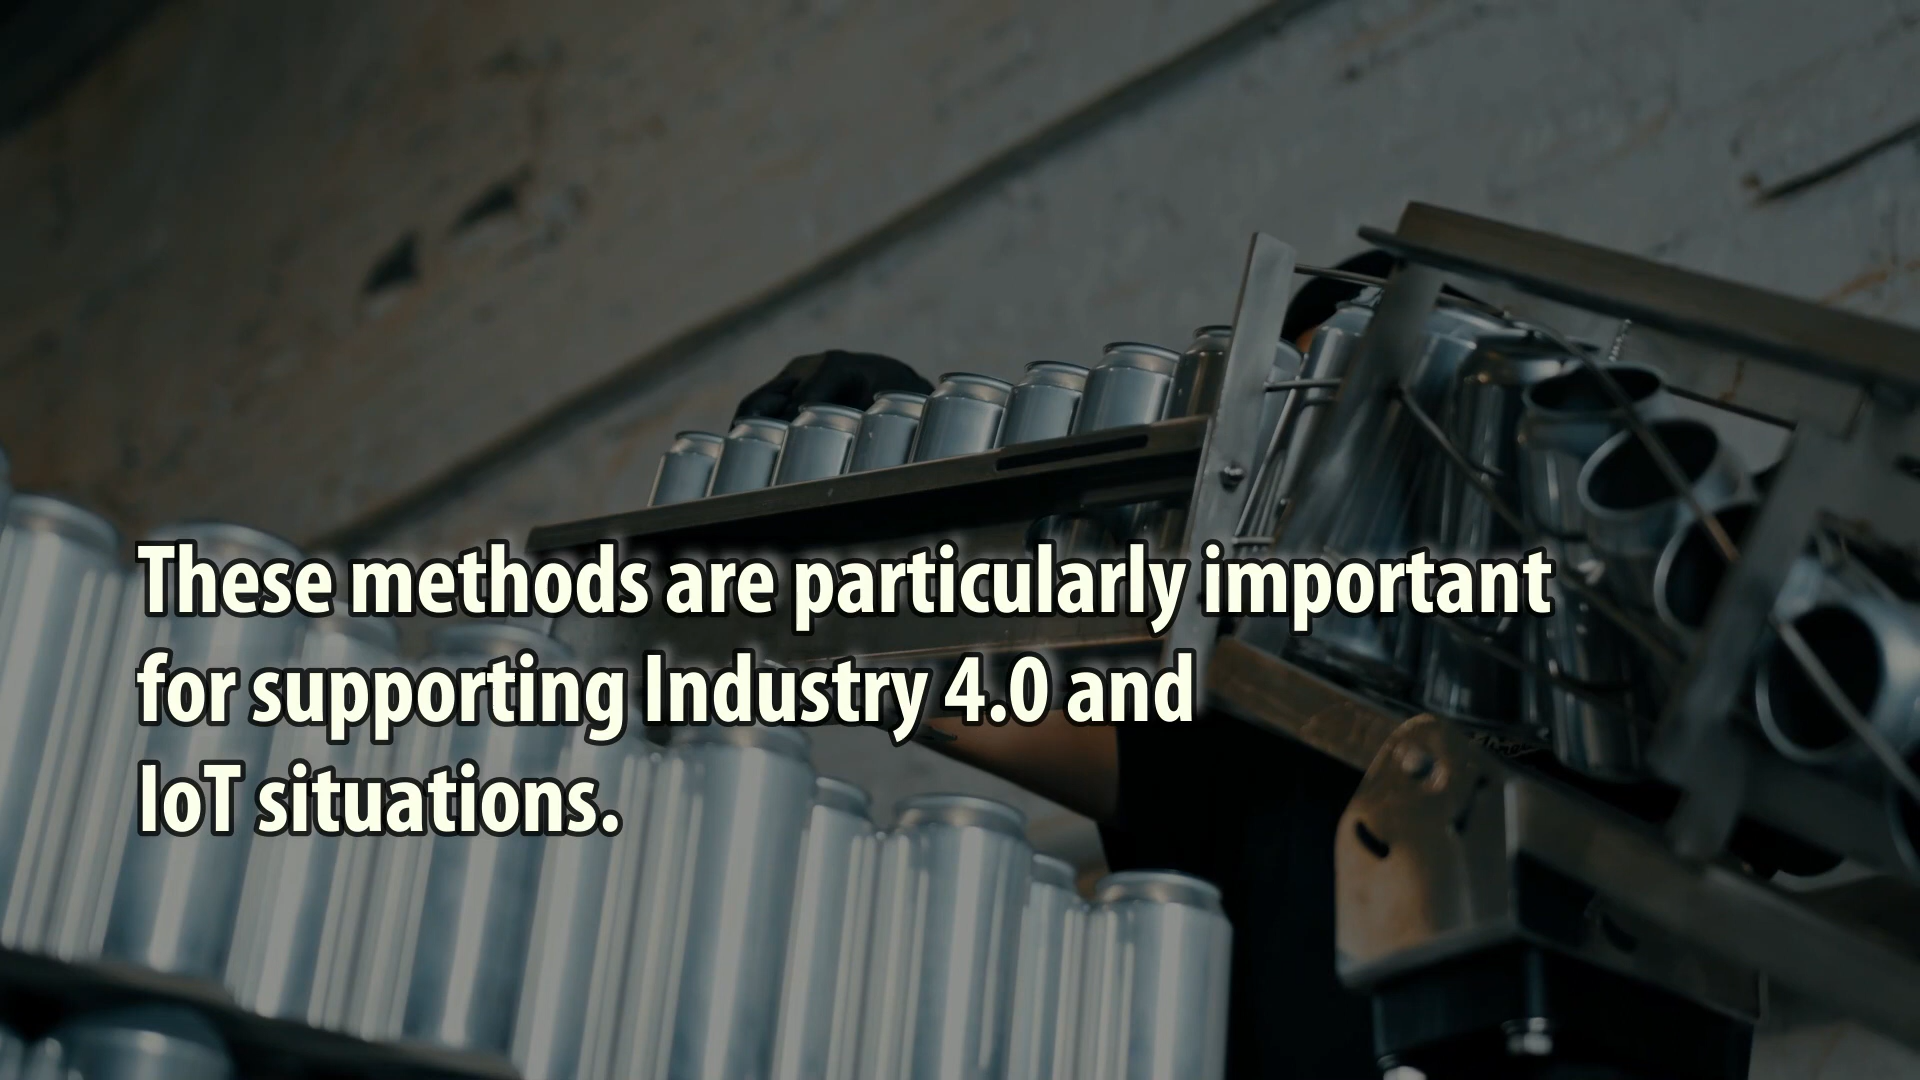 These methods are particularly important
for supporting Industry 4.0 and
IoT situations.